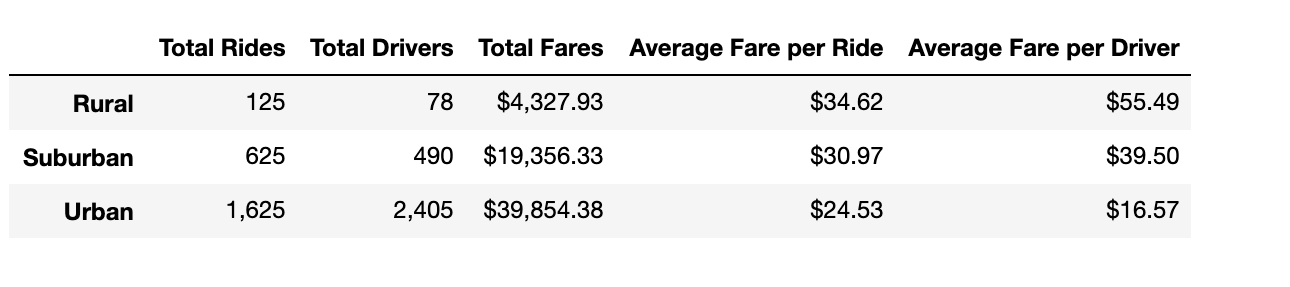 Total Rides Total Drivers Total Fares Average Fare per Ride Average Fare per Driver
Rural 125 78 $4,327.93 $34.62 $55.49
Suburban 625 490 $19,356.33 $30.97 $39.50
Urban 1,625 2,405 $39,854.38 $24.53 $16.57